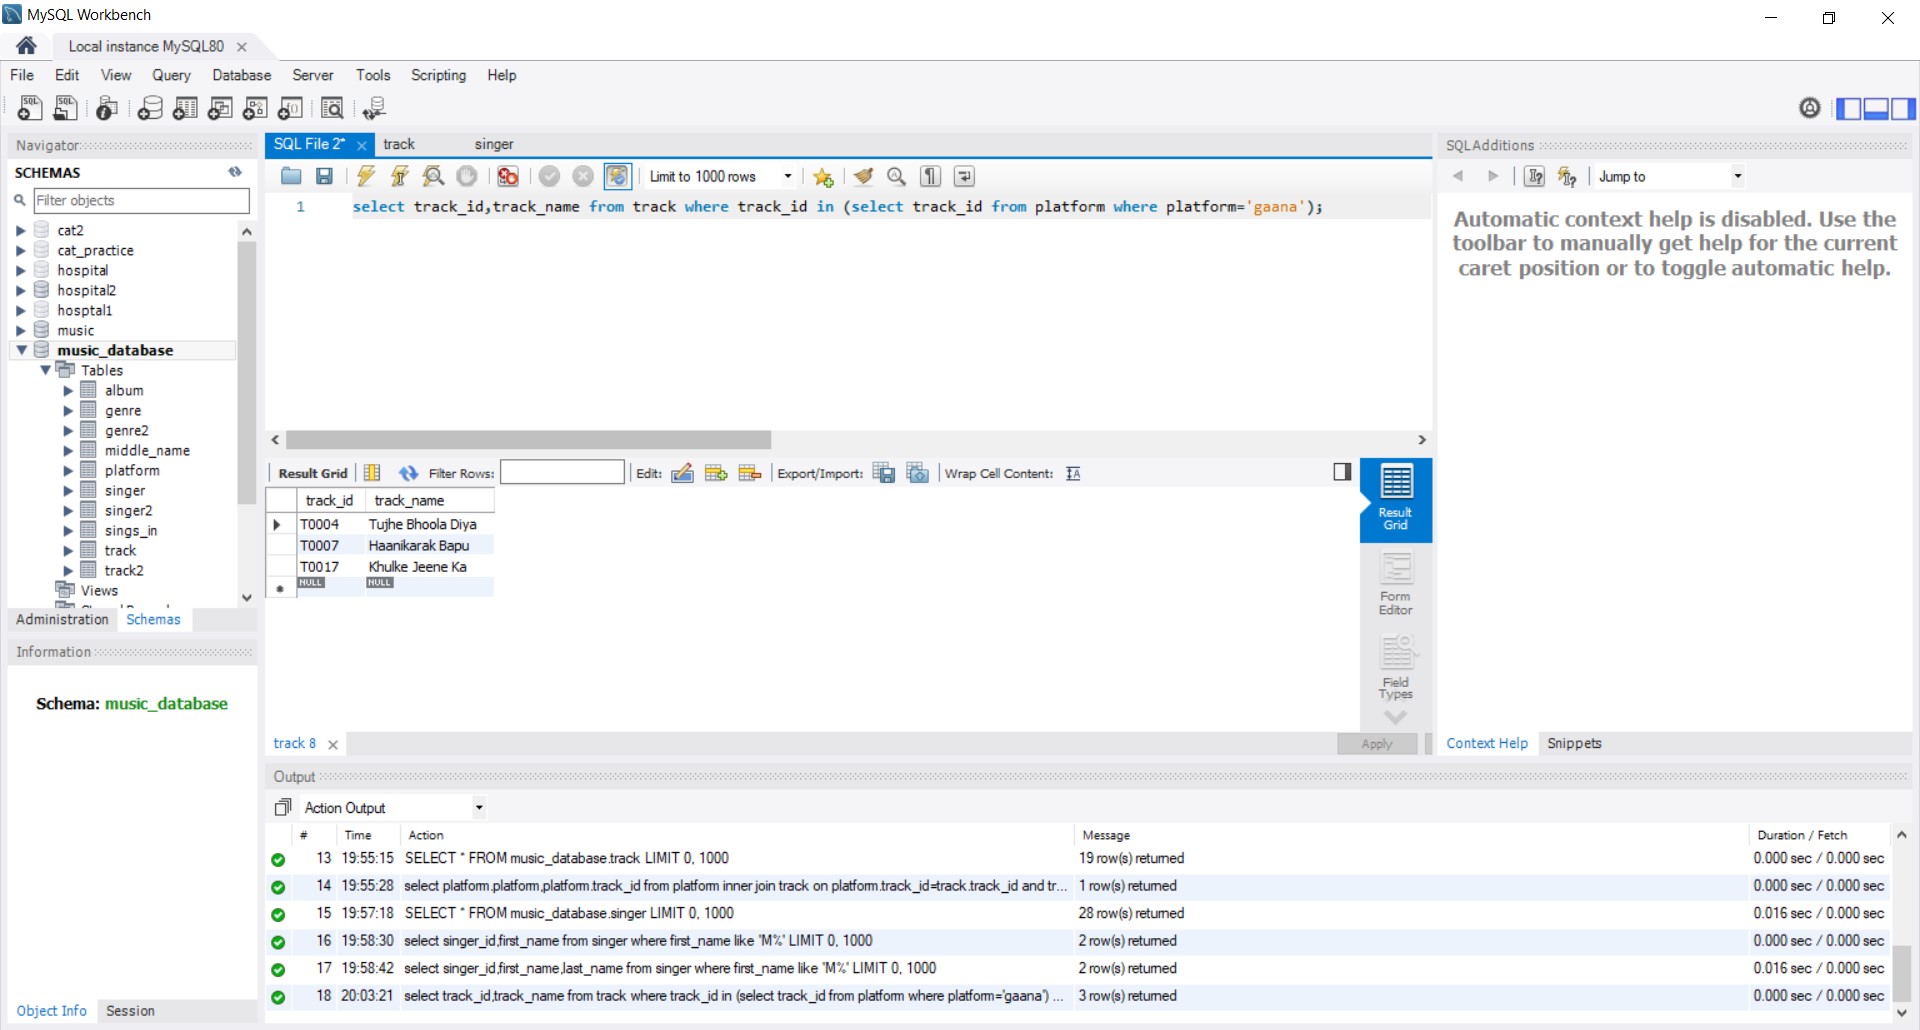 MySQL Workbench
Local instance MySQL80
File Edit View Query Database Server Tools Scripting Help
Navigator
SCHEMAS
Filter objects
cat2
cat_practice
hospital
hospital2
hosptal1
music
music_database
Tables
album
genre
genre2
middle_name
platform
singer
singer2
sings_in
track
track2
Views
Administration Schemas
Information
Schema: music_database
Object Info Session
SQL File 2* track singer
Limit to 1000 rows
1 select track_id,track_name from track where track_id in (select track_id from platform where platform='gaana');
Result Grid Filter Rows: Edit: Export/Import: Wrap Cell Content:
track_id track_name
T0004 Tujhe Bhoola Diya
T0007 Haanikarak Bapu
T0017 Khulke Jeene Ka
NULL NULL
Result Grid
Form Editor
Field Types
track 8
Apply
SQLAdditions
Jump to
Automatic context help is disabled. Use the
toolbar to manually get help for the current
caret position or to toggle automatic help.
Context Help Snippets
Output
Action Output
# Time Action Message Duration / Fetch
13 19:55:15 SELECT * FROM music_database.track LIMIT 0, 1000 19 row(s) returned 0.000 sec / 0.000 sec
14 19:55:28 select platform.platform,platform.track_id from platform inner join track on platform.track_id=track.track_id and tr... 1 row(s) returned 0.000 sec / 0.000 sec
15 19:57:18 SELECT * FROM music_database.singer LIMIT 0, 1000 28 row(s) returned 0.016 sec / 0.000 sec
16 19:58:30 select singer_id,first_name from singer where first_name like 'M%' LIMIT 0, 1000 2 row(s) returned 0.000 sec / 0.000 sec
17 19:58:42 select singer_id,first_name,last_name from singer where first_name like 'M%' LIMIT 0, 1000 2 row(s) returned 0.016 sec / 0.000 sec
18 20:03:21 select track_id,track_name from track where track_id in (select track_id from platform where platform='gaana') ... 3 row(s) returned 0.000 sec / 0.000 sec